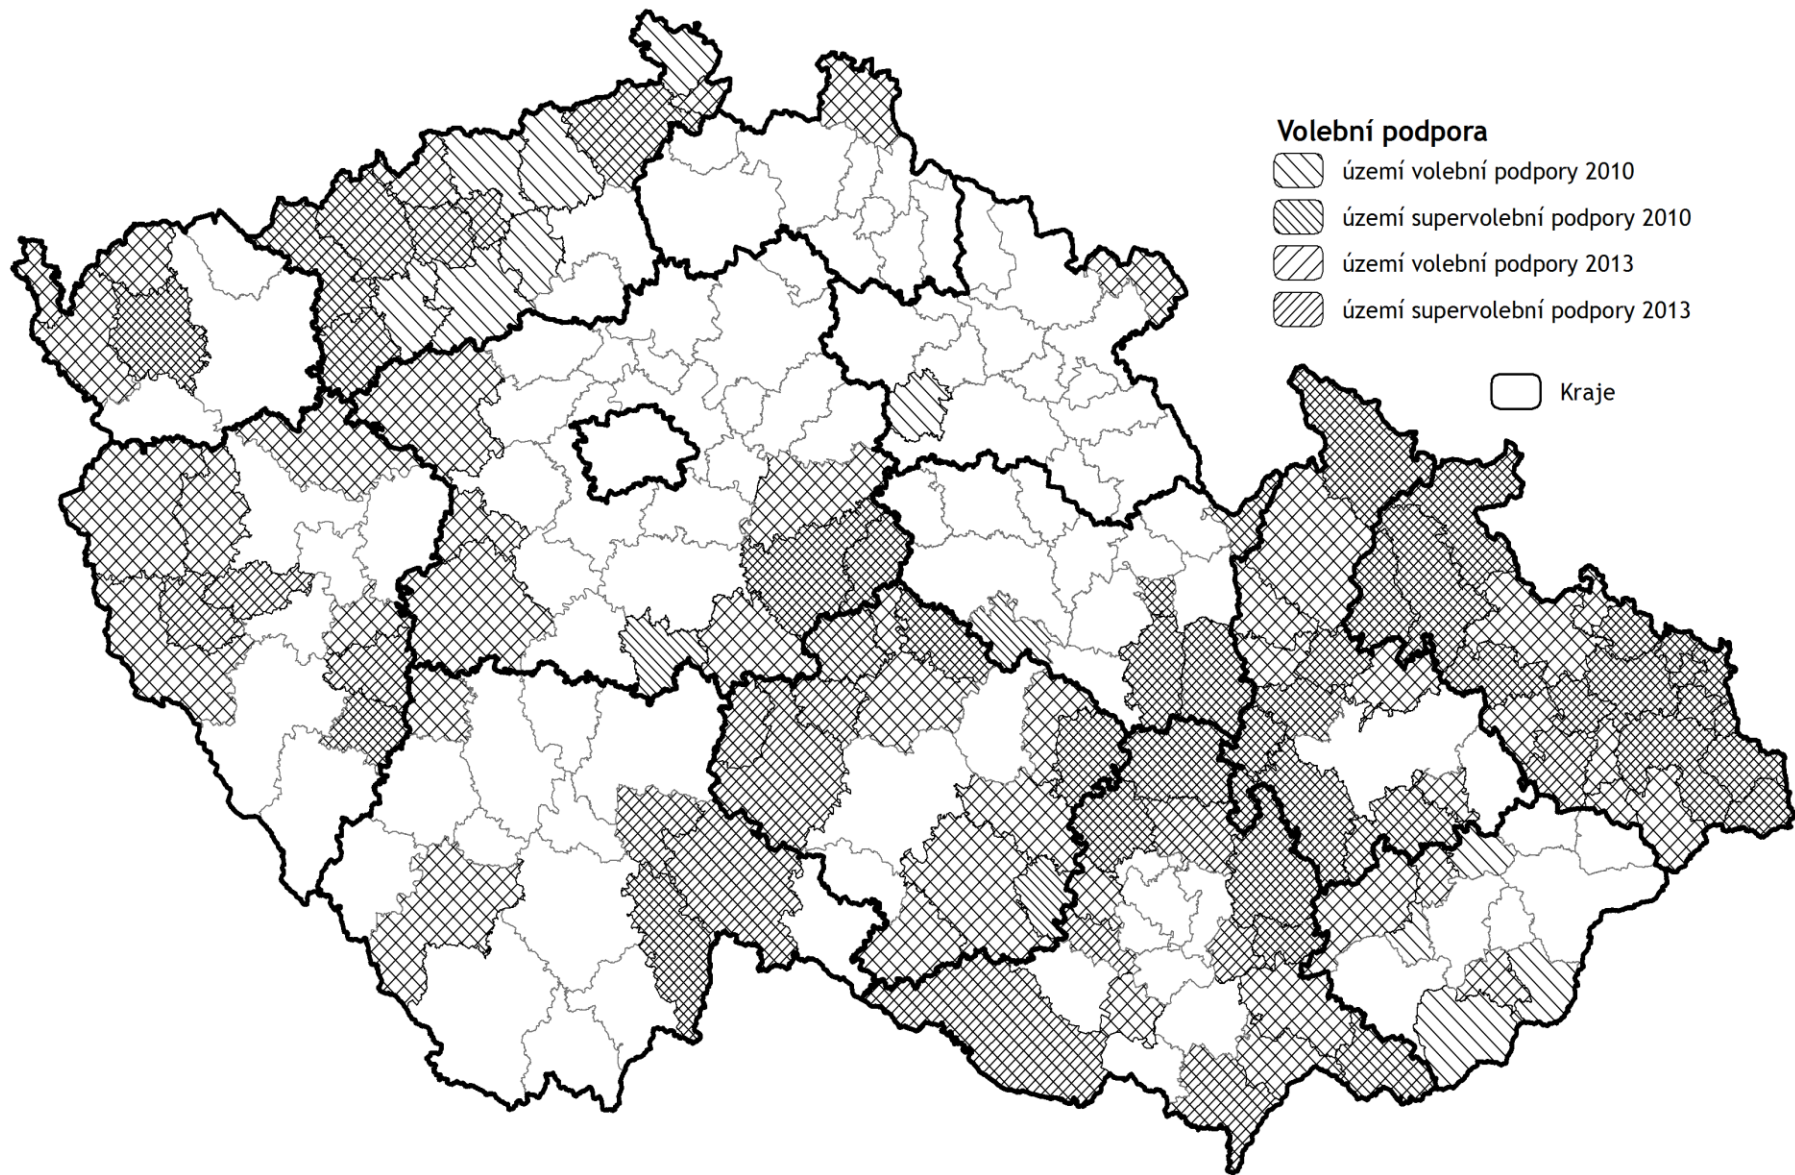 Volební podpora
území volební podpory 2010
území supervolební podpory 2010
území volební podpory 2013
území supervolební podpory 2013
Kraje